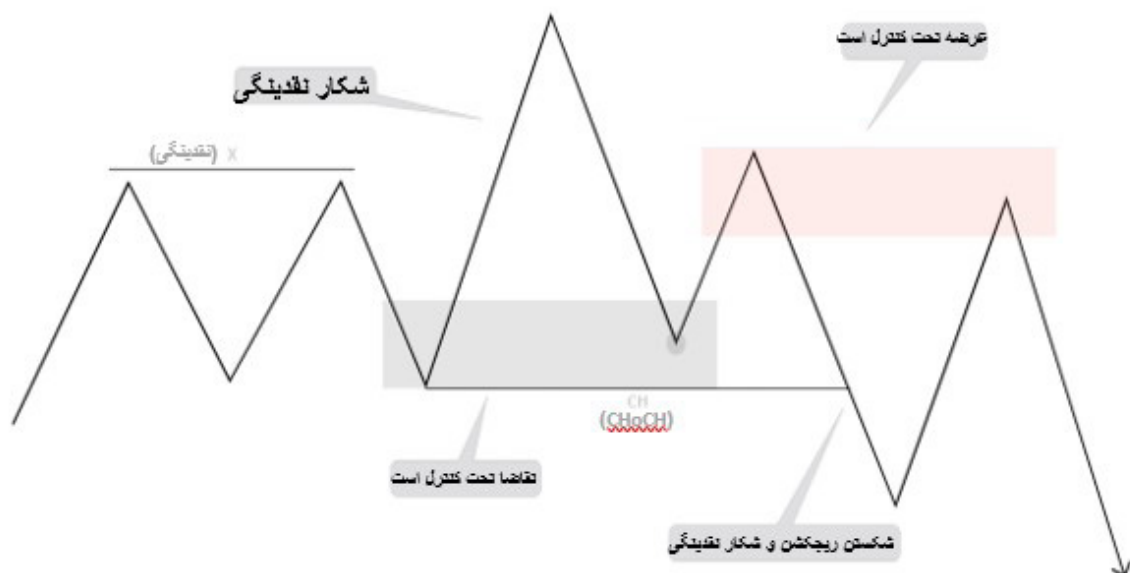 عرضه تحت کنترل است
شکار نقدینگی
(نقدینگی) X
CH
(CHoCH)
تقاضا تحت کنترل است
شکستن ریجکشن و شکار نقدینگی